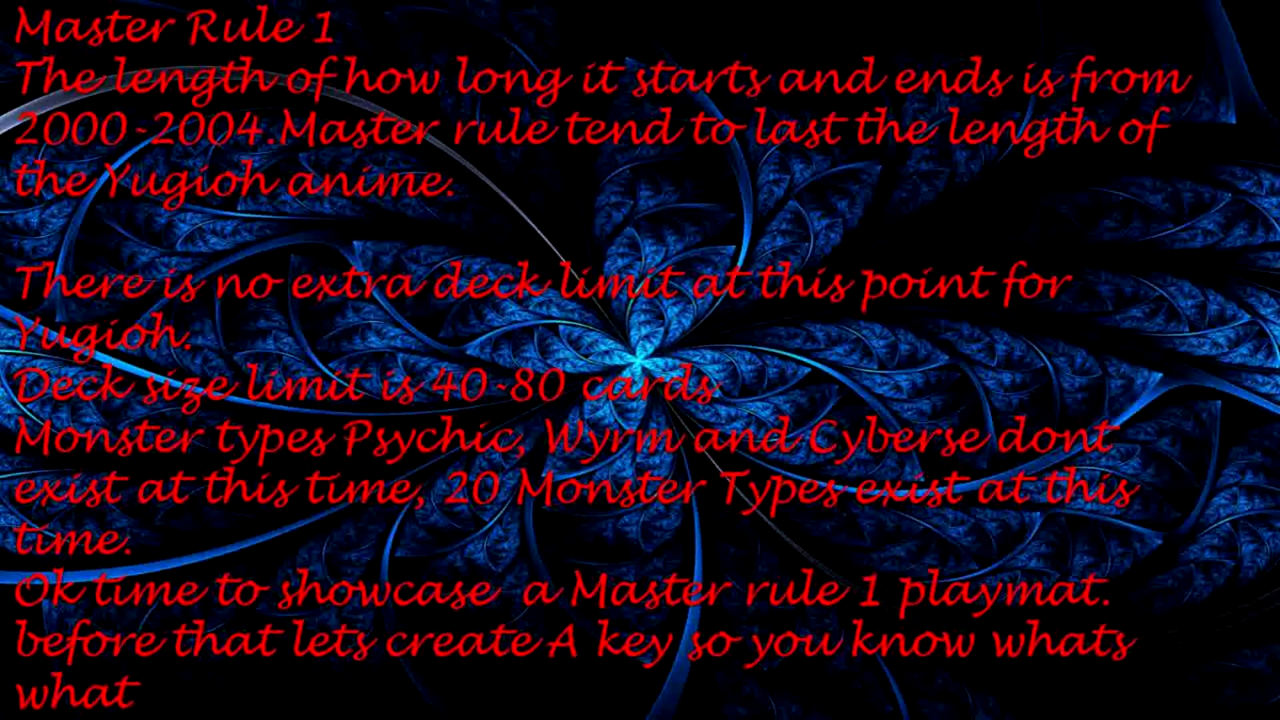 Master Rule 1
The length of how long it starts and ends is from
2000-2004.Master rule tend to last the length of
the Yugioh anime.
There is no extra deck limit at this point for
Yugioh.
Deck size limit is 40-80 cards
Monster types Psychic, Wyrm and Cyberse dont
exist at this time, 20 Monster Types exist at this
time.
Ok time to showcase a Master rule 1 playmat.
before that lets create A key so you know whats
what